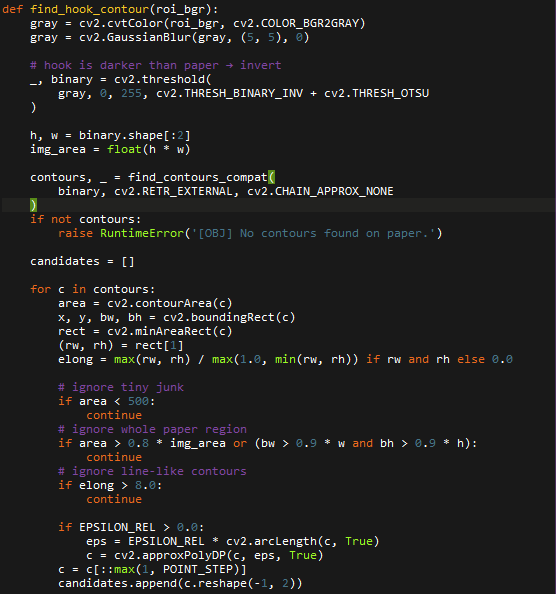 def find_hook_contour(roi_bgr):
    gray = cv2.cvtColor(roi_bgr, cv2.COLOR_BGR2GRAY)
    gray = cv2.GaussianBlur(gray, (5, 5), 0)

    # hook is darker than paper → invert
    _, binary = cv2.threshold(
        gray, 0, 255, cv2.THRESH_BINARY_INV + cv2.THRESH_OTSU
    )

    h, w = binary.shape[:2]
    img_area = float(h * w)

    contours, _ = find_contours_compat(
        binary, cv2.RETR_EXTERNAL, cv2.CHAIN_APPROX_NONE
    )
    if not contours:
        raise RuntimeError('[OBJ] No contours found on paper.')

    candidates = []

    for c in contours:
        area = cv2.contourArea(c)
        x, y, bw, bh = cv2.boundingRect(c)
        rect = cv2.minAreaRect(c)
        (rw, rh) = rect[1]
        elong = max(rw, rh) / max(1.0, min(rw, rh)) if rw and rh else 0.0

        # ignore tiny junk
        if area < 500:
            continue
        # ignore whole paper region
        if area > 0.8 * img_area or (bw > 0.9 * w and bh > 0.9 * h):
            continue
        # ignore line-like contours
        if elong > 8.0:
            continue

        if EPSILON_REL > 0.0:
            eps = EPSILON_REL * cv2.arcLength(c, True)
            c = cv2.approxPolyDP(c, eps, True)
        c = c[::max(1, POINT_STEP)]
        candidates.append(c.reshape(-1, 2))